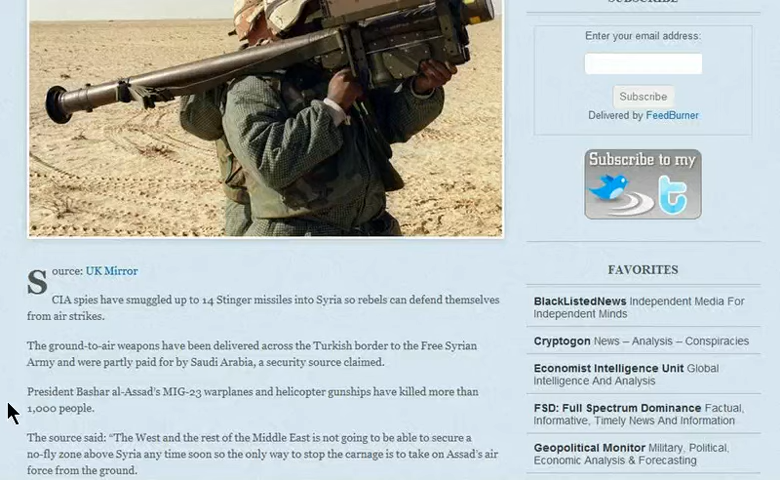 SUBSCRIBE
Enter your email address:
Subscribe
Delivered by FeedBurner
Subscribe to my
t
Source: UK Mirror
CIA spies have smuggled up to 14 Stinger missiles into Syria so rebels can defend themselves
from air strikes.
The ground-to-air weapons have been delivered across the Turkish border to the Free Syrian
Army and were partly paid for by Saudi Arabia, a security source claimed.
President Bashar al-Assad's MIG-23 warplanes and helicopter gunships have killed more than
1,000 people.
The source said: “The West and the rest of the Middle East is not going to be able to secure a
no-fly zone above Syria any time soon so the only way to stop the carnage is to take on Assad's air
force from the ground.
FAVORITES
BlackListedNews Independent Media For
Independent Minds
Cryptogon News – Analysis – Conspiracies
Economist Intelligence Unit Global
Intelligence And Analysis
FSD: Full Spectrum Dominance Factual,
Informative, Timely News And Information
Geopolitical Monitor Military, Political,
Economic Analysis & Forecasting